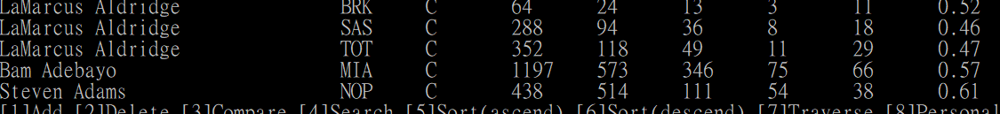 LaMarcus Aldridge BRK C 64 24 13 3 11 0.52
LaMarcus Aldridge SAS C 288 94 36 8 18 0.46
LaMarcus Aldridge TOT C 352 118 49 11 29 0.47
Bam Adebayo MIA C 1197 573 346 75 66 0.57
Steven Adams NOP C 438 514 111 54 38 0.61
[1]Add [2]Delete [3]Compare [4]Search [5]Sort(ascend) [6]Sort(descend) [7]Traverse [8]Personal